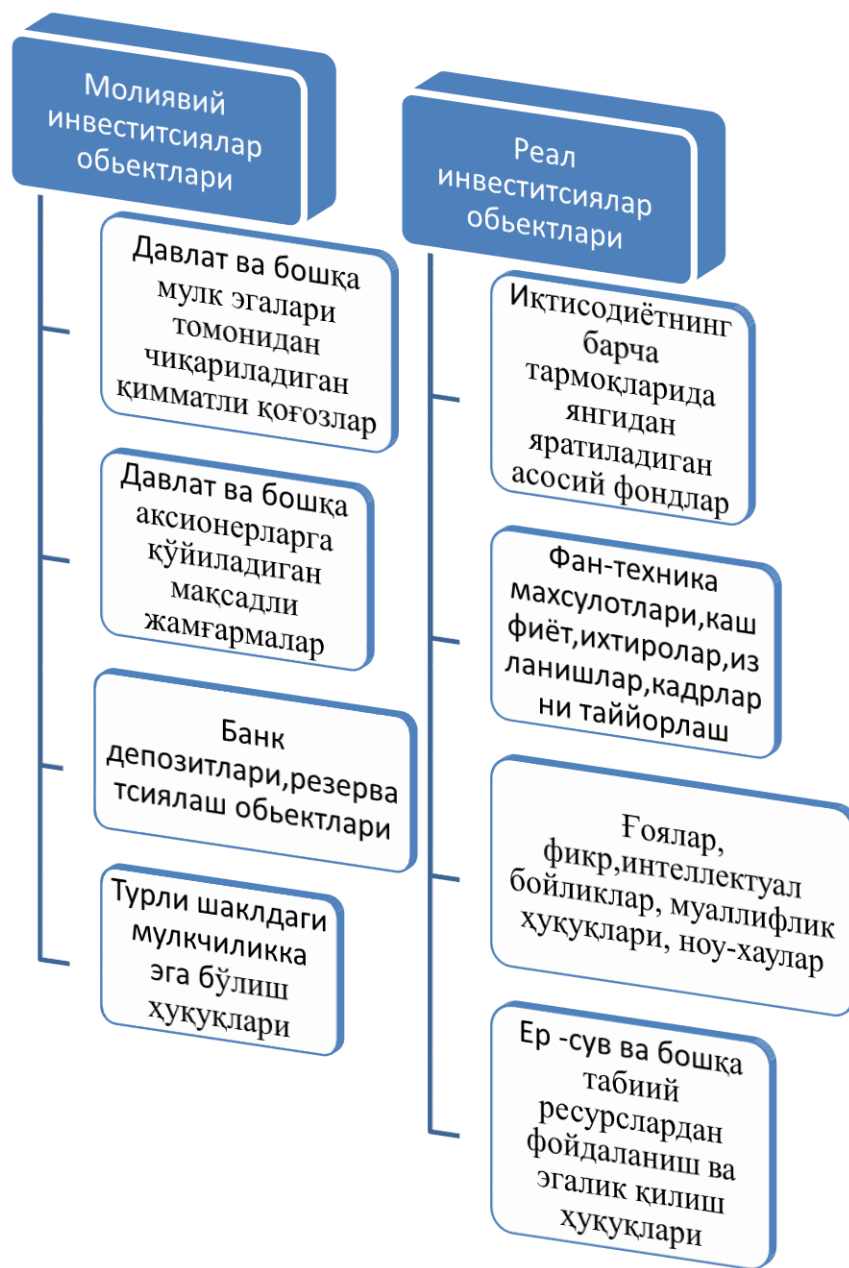 Молиявий
инвеститсиялар
обьектлари
Давлат ва бошқа
мулк эгалари
томонидан
чиқариладиган
қимматли қоғозлар
Давлат ва бошқа
аксионерларга
қўйиладиган
мақсадли
жамғармалар
Банк
депозитлари,резерва
тсиялаш обьектлари
Турли шаклдаги
мулкчиликка
эга бўлиш
ҳуқуқлари
Реал
инвеститсиялар
обьектлари
Иқтисодиётнинг
барча
тармоқларида
янгидан
яратиладиган
асосий фондлар
Фан-техника
махсулотлари,каш
фиёт,ихтиролар,из
ланишлар,кадрлар
ни таййорлаш
Ғоялар,
фикр,интеллектуал
бойликлар, муаллифлик
ҳуқуқлари, ноу-хаулар
Ер -сув ва бошқа
табиий
ресурслардан
фойдаланиш ва
эгалик қилиш
ҳуқуқлари